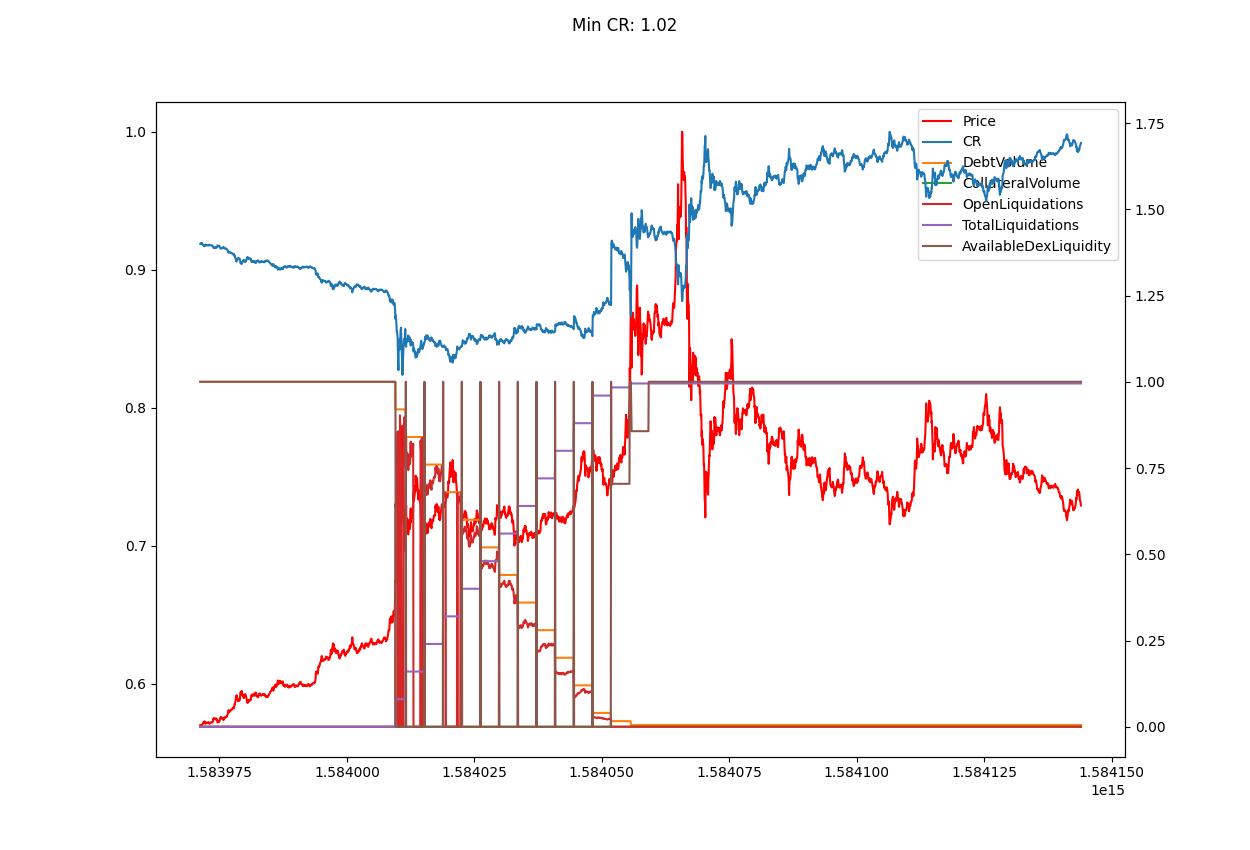 Min CR: 1.02
1.0
0.9
0.8
0.7
0.6
1.75
1.50
1.25
1.00
0.75
0.50
0.25
0.00
Price
CR
DebtVolume
CollateralVolume
OpenLiquidations
TotalLiquidations
AvailableDexLiquidity
1.583975 1.584000 1.584025 1.584050 1.584075 1.584100 1.584125 1.584150
1e15